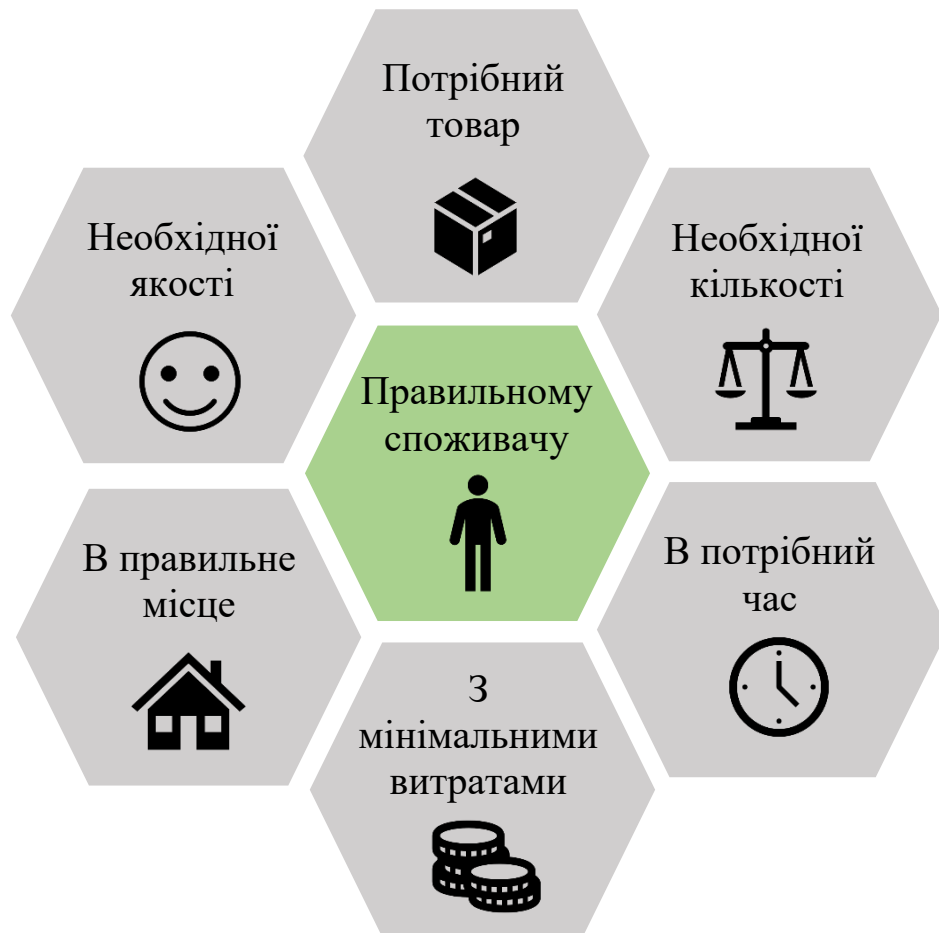 Потрібний
товар
Необхідної
якості
Необхідної
кількості
Правильному
споживачу
В правильне
місце
В потрібний
час
З
мінімальними
витратами